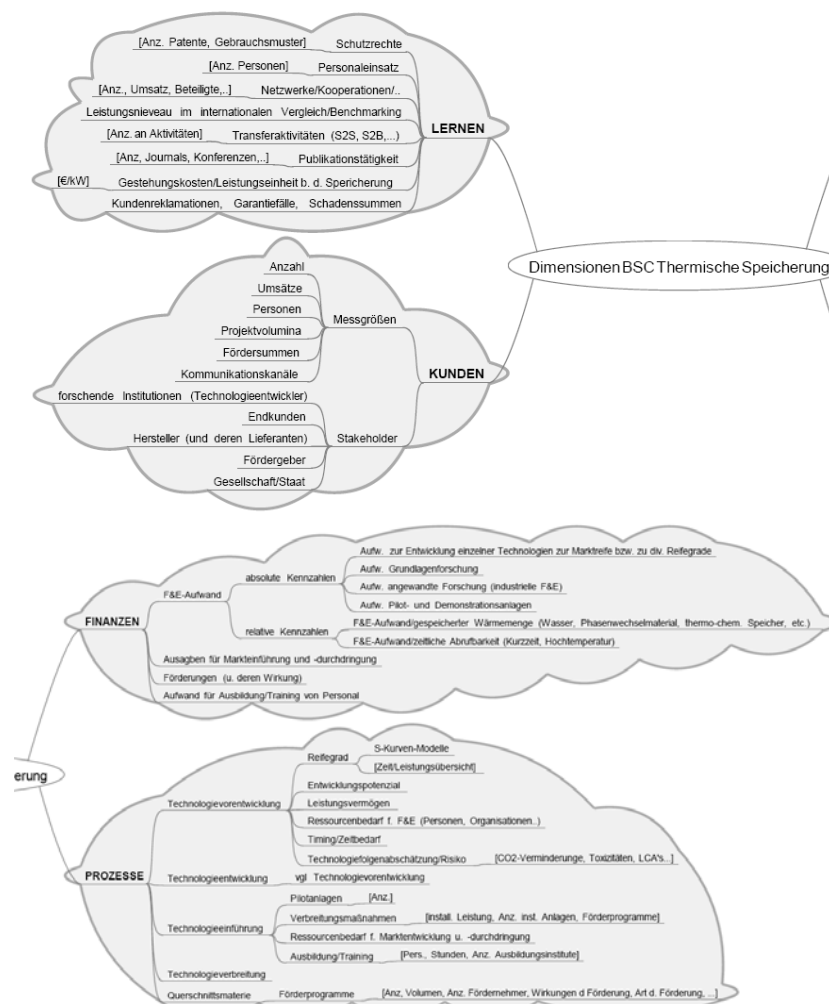 [Anz. Patente, Gebrauchsmuster] Schutzrechte
[Anz. Personen] Personaleinsatz
[Anz., Umsatz, Beteiligte,..] Netzwerke/Kooperationen/..
Leistungsnieveau im internationalen Vergleich/Benchmarking
LERNEN
[Anz. an Aktivitäten] Transferaktivitäten (S2S, S2B,...)
[Anz, Journals, Konferenzen,..] Publikationstätigkeit
[€/kW] Gestehungskosten/Leistungseinheit b. d. Spericherung
Kundenreklamationen, Garantiefälle, Schadenssummen
Dimensionen BSC Thermische Speicherung
Anzahl
Umsätze
Personen
Messgrößen
Projektvolumina
Fördersummen
Kommunikationskanäle
KUNDEN
forschende Institutionen (Technologieentwickler)
Endkunden
Hersteller (und deren Lieferanten) Stakeholder
Fördergeber
Gesellschaft/Staat
Aufw. zur Entwicklung einzelner Technologien zur Marktreife bzw. zu div. Reifegrade
absolute Kennzahlen
Aufw. Grundlagenforschung
F&E-Aufwand
Aufw. angewandte Forschung (industrielle F&E)
Aufw. Pilot- und Demonstrationsanlagen
FINANZEN
F&E-Aufwand/gespeicherter Wärmemenge (Wasser, Phasenwechselmaterial, thermo-chem. Speicher, etc.)
relative Kennzahlen
F&E-Aufwand/zeitliche Abrufbarkeit (Kurzzeit, Hochtemperatur)
Ausagben für Markteinführung und -durchdringung
Förderungen (u. deren Wirkung)
Aufwand für Ausbildung/Training von Personal
erung
S-Kurven-Modelle
Reifegrad
[Zeit/Leistungsübersicht]
Entwicklungspotenzial
Technologievorentwicklung
Leistungsvermögen
Ressourcenbedarf f. F&E (Personen, Organisationen..)
Timing/Zeitbedarf
Technologiefolgenabschätzung/Risiko [CO2-Verminderunge, Toxizitäten, LCA's...]
PROZESSE
Technologieentwicklung vgl Technologievorentwicklung
Pilotanlagen [Anz.]
Verbreitungsmaßnahmen [install. Leistung, Anz. inst. Anlagen, Förderprogramme]
Technologieeinführung
Ressourcenbedarf f. Marktentwicklung u. -durchdringung
Ausbildung/Training [Pers., Stunden, Anz. Ausbildungsinstitute]
Technologieverbreitung
Querschnittsmaterie Förderprogramme [Anz, Volumen, Anz. Fördernehmer, Wirkungen d Förderung, Art d. Förderung, ...]